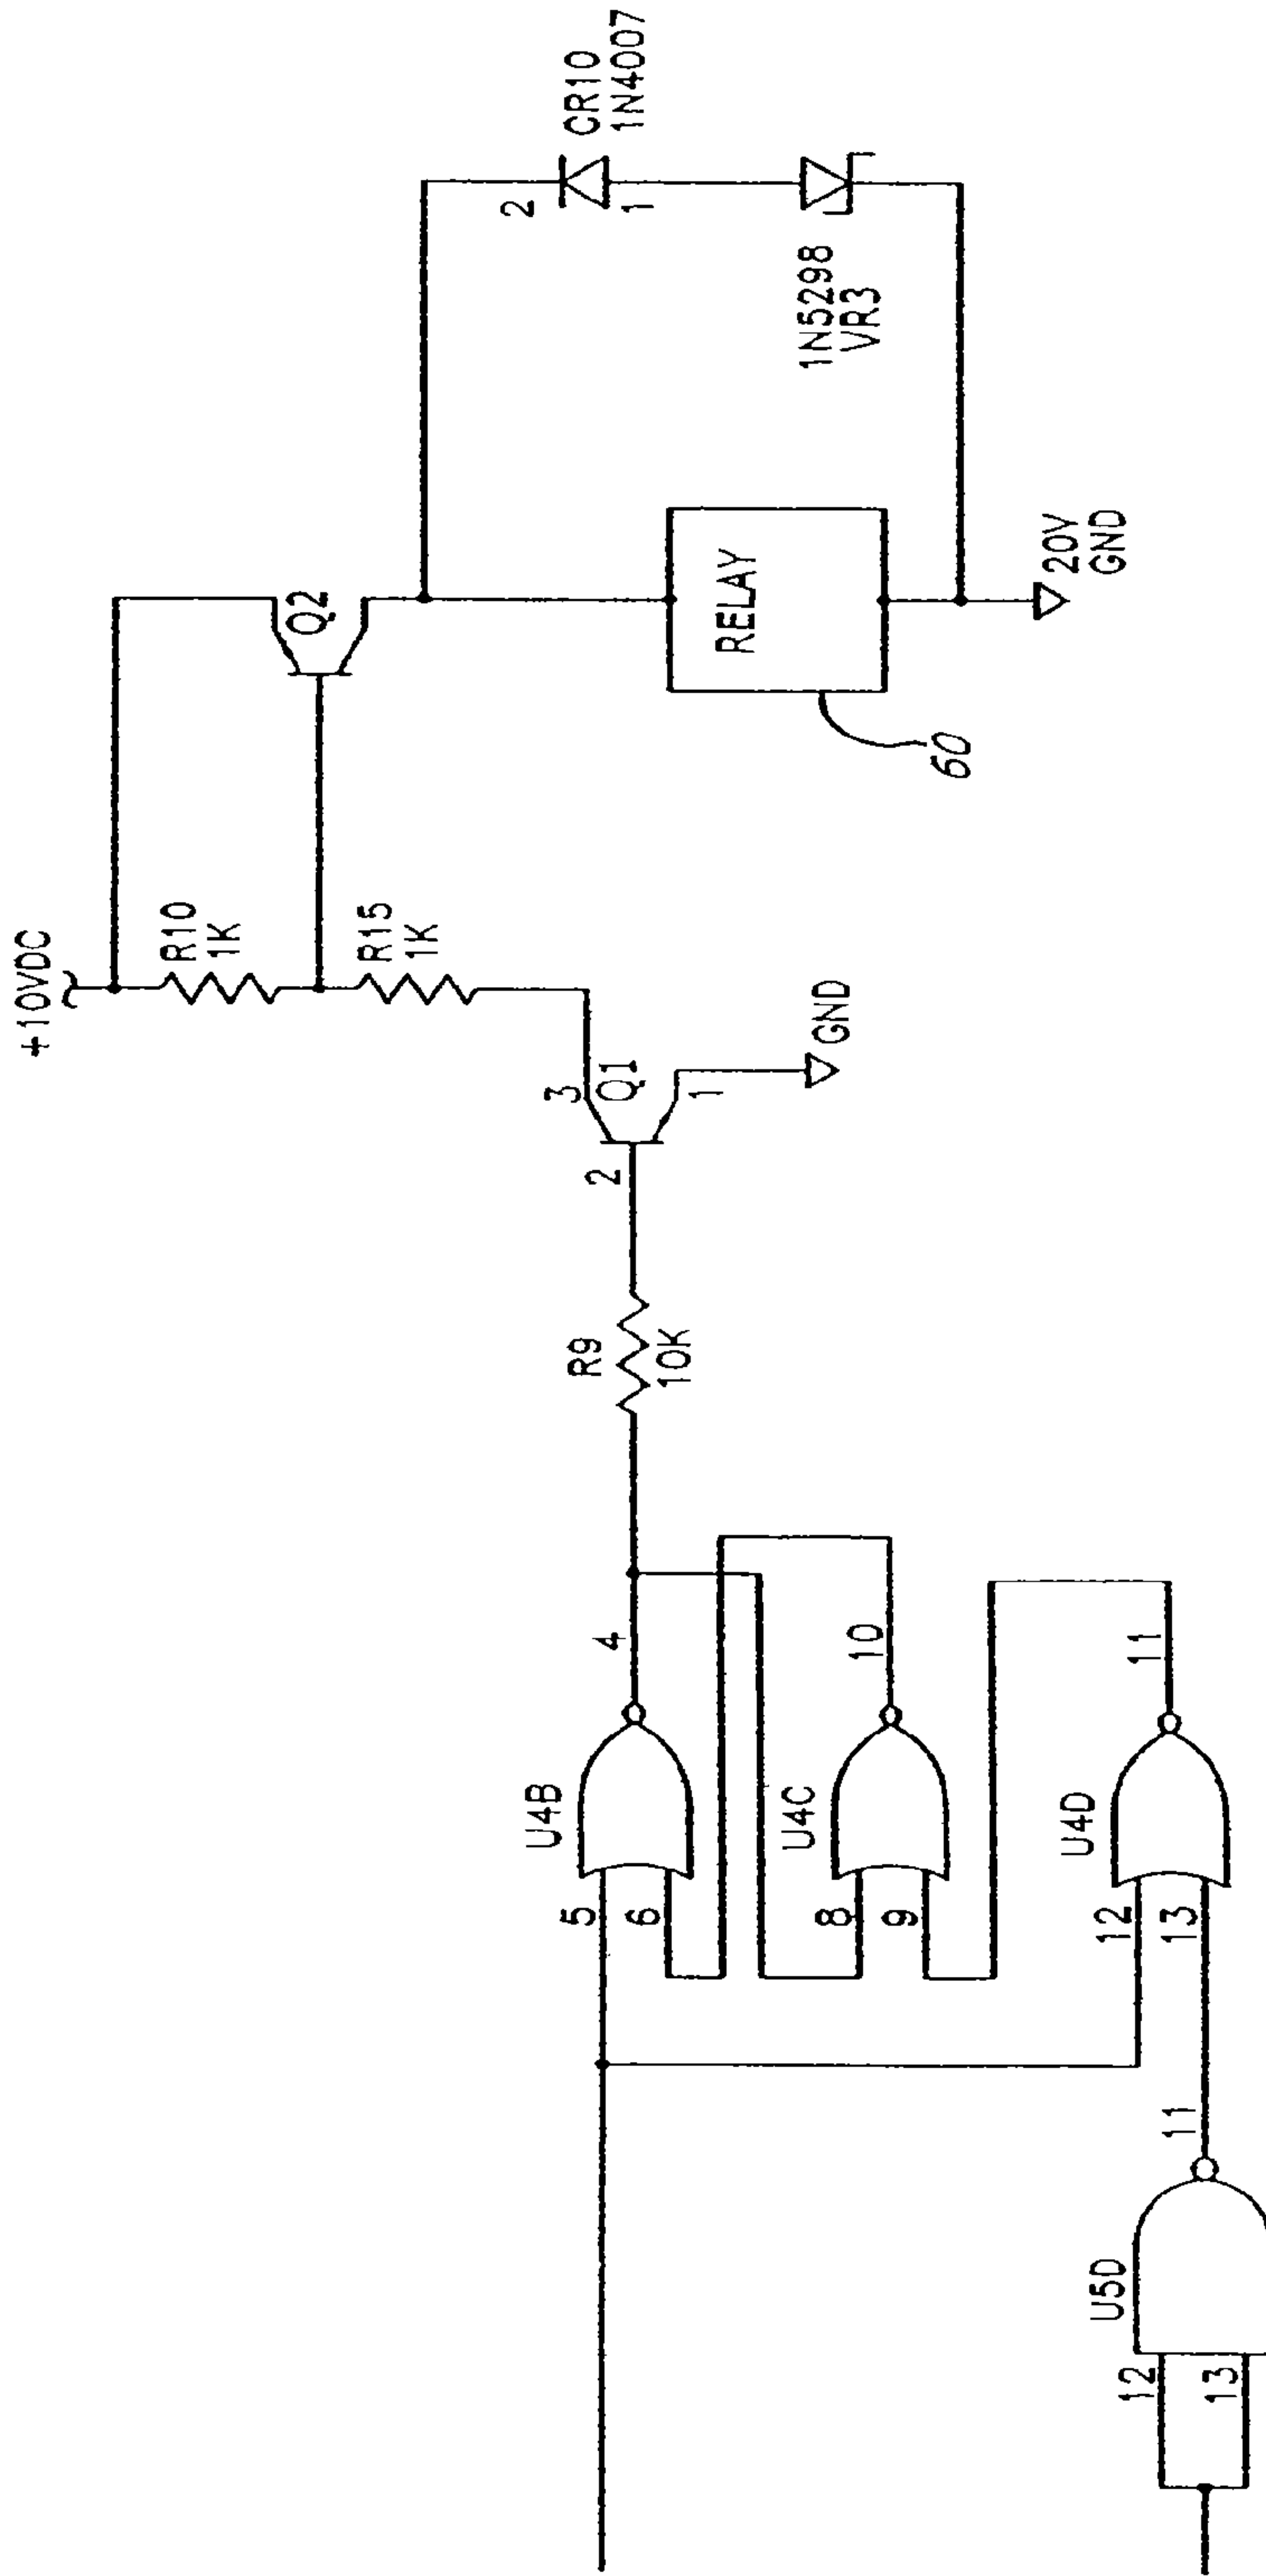 +10VDC
R10
1K
R15
1K
Q2
CR10
1N4007
2
1
1N5298
VR3
RELAY
60
20V
GND
3
Q1
2
1
GND
R9
10K
U4B
5
6
4
U4C
8
9
10
U4D
12
13
11
U5D
12
13
11